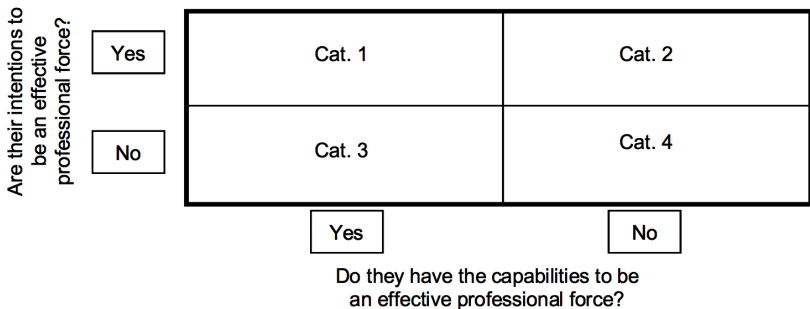 Are their intentions to
be an effective
professional force?
Yes
Cat. 1
Cat. 2
No
Cat. 3
Cat. 4
Yes
No
Do they have the capabilities to be
an effective professional force?